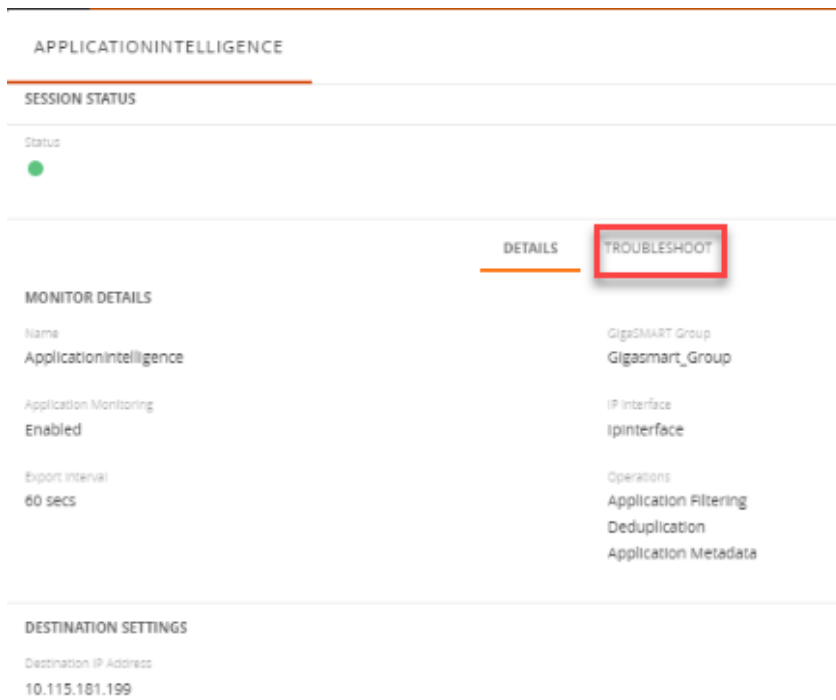 APPLICATIONINTELLIGENCE
SESSION STATUS
Status
DETAILS TROUBLESHOOT
MONITOR DETAILS
Name
ApplicationIntelligence
GigaSMART Group
Gigasmart_Group
Application Monitoring
Enabled
IP Interface
IpInterface
Export Interval
60 secs
Operations
Application Filtering
Deduplication
Application Metadata
DESTINATION SETTINGS
Destination IP Address
10.115.181.199